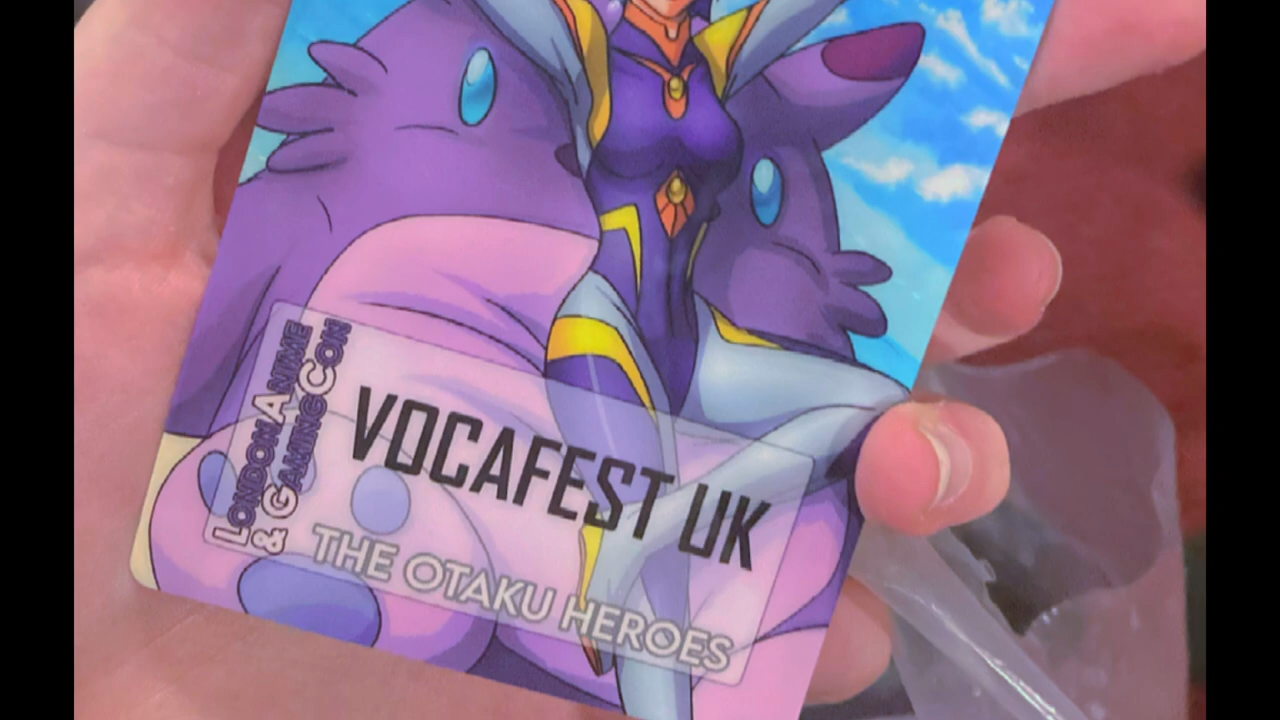 LONDON ANIME
& GAMING CON
VOCAFEST UK
THE OTAKU HEROES